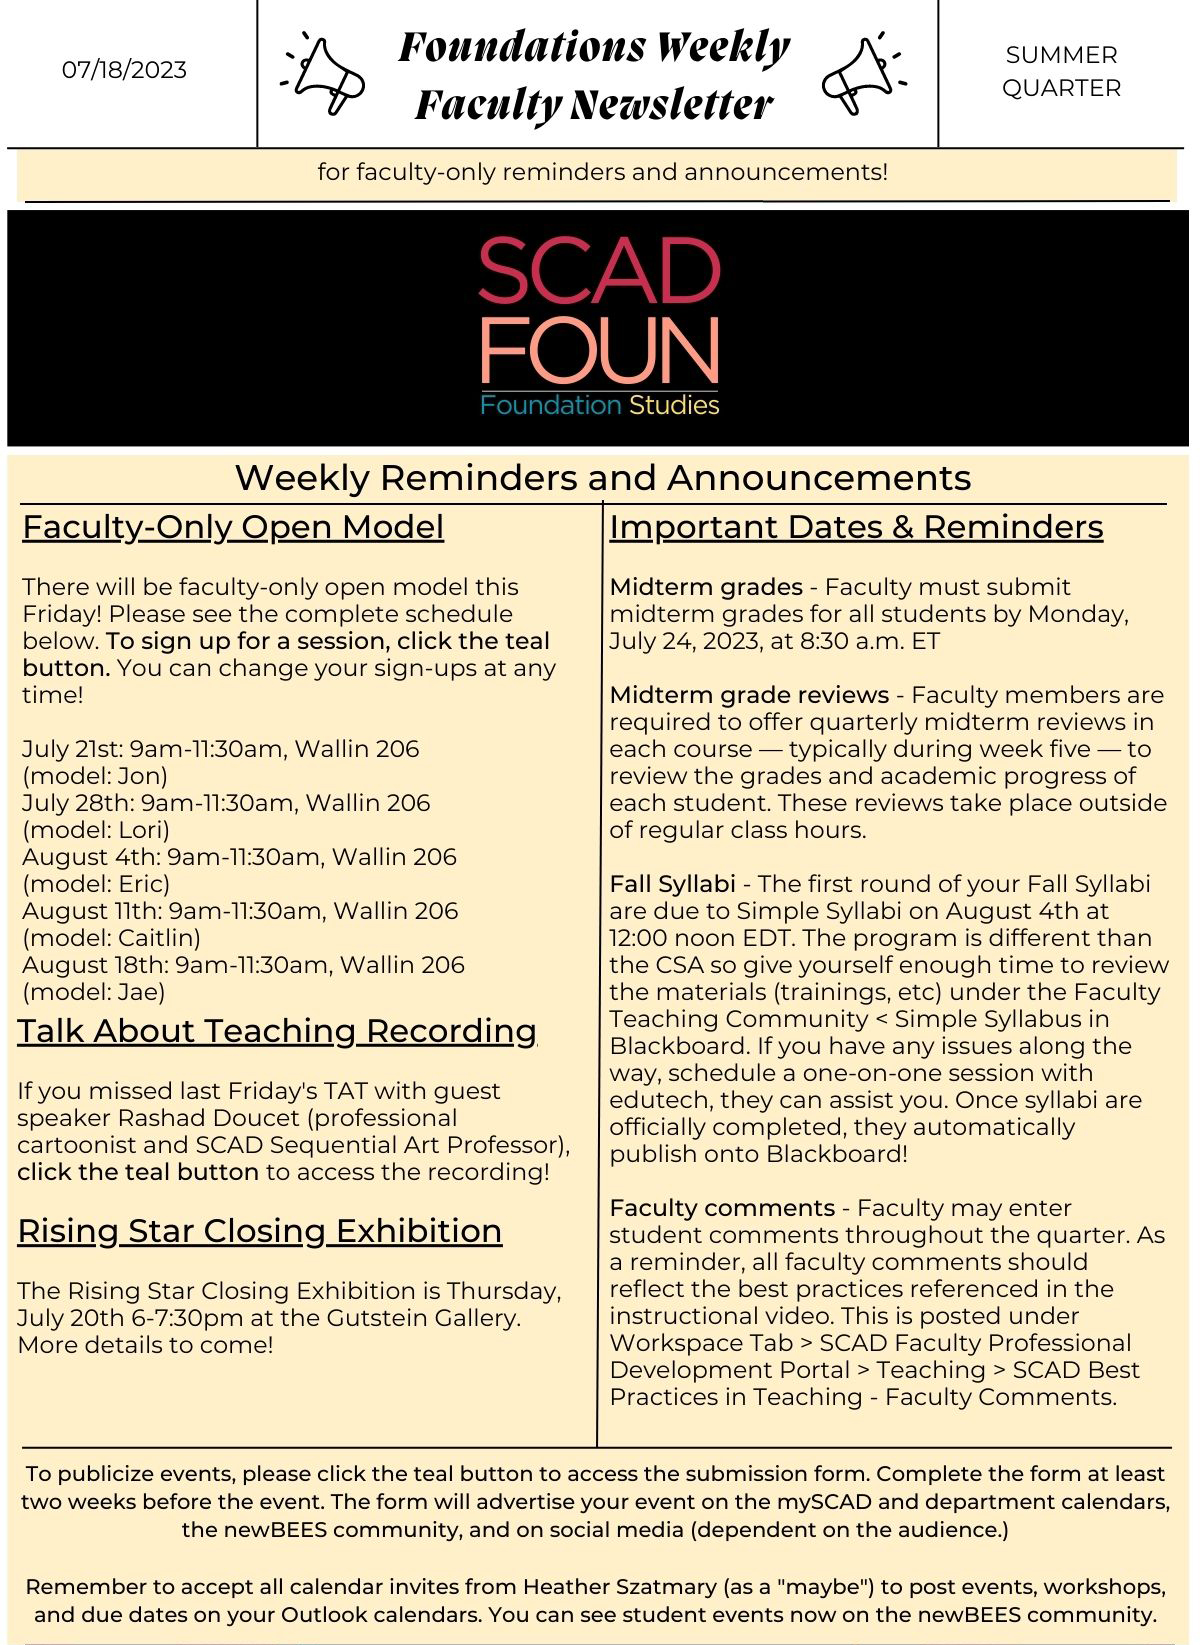 07/18/2023
Foundations Weekly
Faculty Newsletter
SUMMER
QUARTER
for faculty-only reminders and announcements!
SCAD
FOUN
Foundation Studies
Weekly Reminders and Announcements
Faculty-Only Open Model
There will be faculty-only open model this
Friday! Please see the complete schedule
below. To sign up for a session, click the teal
button. You can change your sign-ups at any
time!
July 21st: 9am-11:30am, Wallin 206
(model: Jon)
July 28th: 9am-11:30am, Wallin 206
(model: Lori)
August 4th: 9am-11:30am, Wallin 206
(model: Eric)
August 11th: 9am-11:30am, Wallin 206
(model: Caitlin)
August 18th: 9am-11:30am, Wallin 206
(model: Jae)
Talk About Teaching Recording
If you missed last Friday's TAT with guest
speaker Rashad Doucet (professional
cartoonist and SCAD Sequential Art Professor),
click the teal button to access the recording!
Rising Star Closing Exhibition
The Rising Star Closing Exhibition is Thursday,
July 20th 6-7:30pm at the Gutstein Gallery.
More details to come!
Important Dates & Reminders
Midterm grades - Faculty must submit
midterm grades for all students by Monday,
July 24, 2023, at 8:30 a.m. ET
Midterm grade reviews - Faculty members are
required to offer quarterly midterm reviews in
each course — typically during week five — to
review the grades and academic progress of
each student. These reviews take place outside
of regular class hours.
Fall Syllabi - The first round of your Fall Syllabi
are due to Simple Syllabi on August 4th at
12:00 noon EDT. The program is different than
the CSA so give yourself enough time to review
the materials (trainings, etc) under the Faculty
Teaching Community < Simple Syllabus in
Blackboard. If you have any issues along the
way, schedule a one-on-one session with
edutech, they can assist you. Once syllabi are
officially completed, they automatically
publish onto Blackboard!
Faculty comments - Faculty may enter
student comments throughout the quarter. As
a reminder, all faculty comments should
reflect the best practices referenced in the
instructional video. This is posted under
Workspace Tab > SCAD Faculty Professional
Development Portal > Teaching > SCAD Best
Practices in Teaching - Faculty Comments.
To publicize events, please click the teal button to access the submission form. Complete the form at least
two weeks before the event. The form will advertise your event on the mySCAD and department calendars,
the newBEES community, and on social media (dependent on the audience.)
Remember to accept all calendar invites from Heather Szatmary (as a "maybe") to post events, workshops,
and due dates on your Outlook calendars. You can see student events now on the newBEES community.